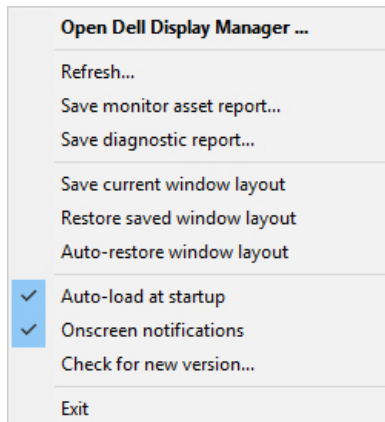 Open Dell Display Manager ...
Refresh...
Save monitor asset report...
Save diagnostic report...
Save current window layout
Restore saved window layout
Auto-restore window layout
Auto-load at startup
Onscreen notifications
Check for new version...
Exit